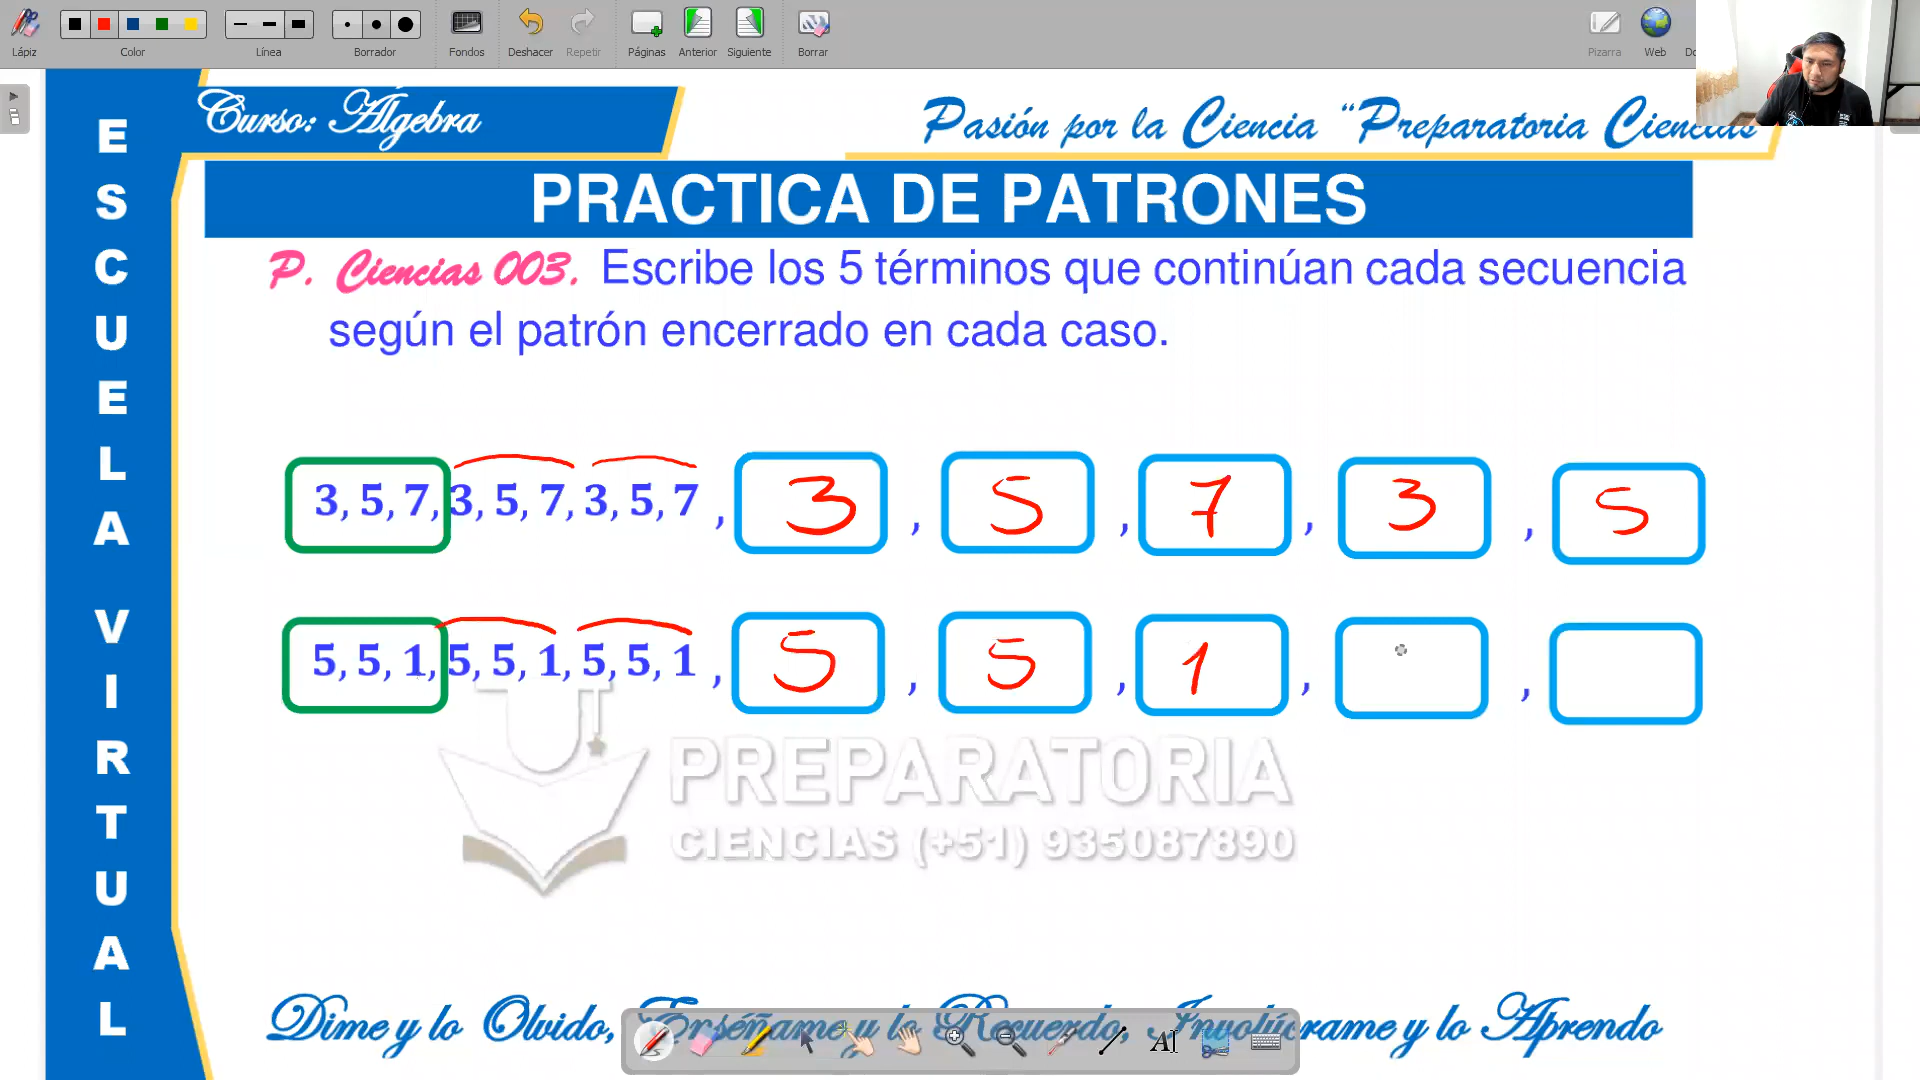 Lápiz Color Línea Borrador Fondos Deshacer Repetir Páginas Anterior Siguiente Borrar Pizarra Web
Curso: Álgebra
Pasión por la Ciencia “Preparatoria Ciencias”
ESCUELA VIRTUAL
PRACTICA DE PATRONES
P. Ciencias 003. Escribe los 5 términos que continúan cada secuencia
según el patrón encerrado en cada caso.
3, 5, 7, 3, 5, 7, 3, 5, 7 , 3 , 5 , 7 , 3 , 5
5, 5, 1, 5, 5, 1, 5, 5, 1 , 5 , 5 , 1 , ,
PREPARATORIA
CIENCIAS (+51) 935087890
Dime y lo Olvido, Enséñame y lo Recuerdo, Involúcrame y lo Aprendo